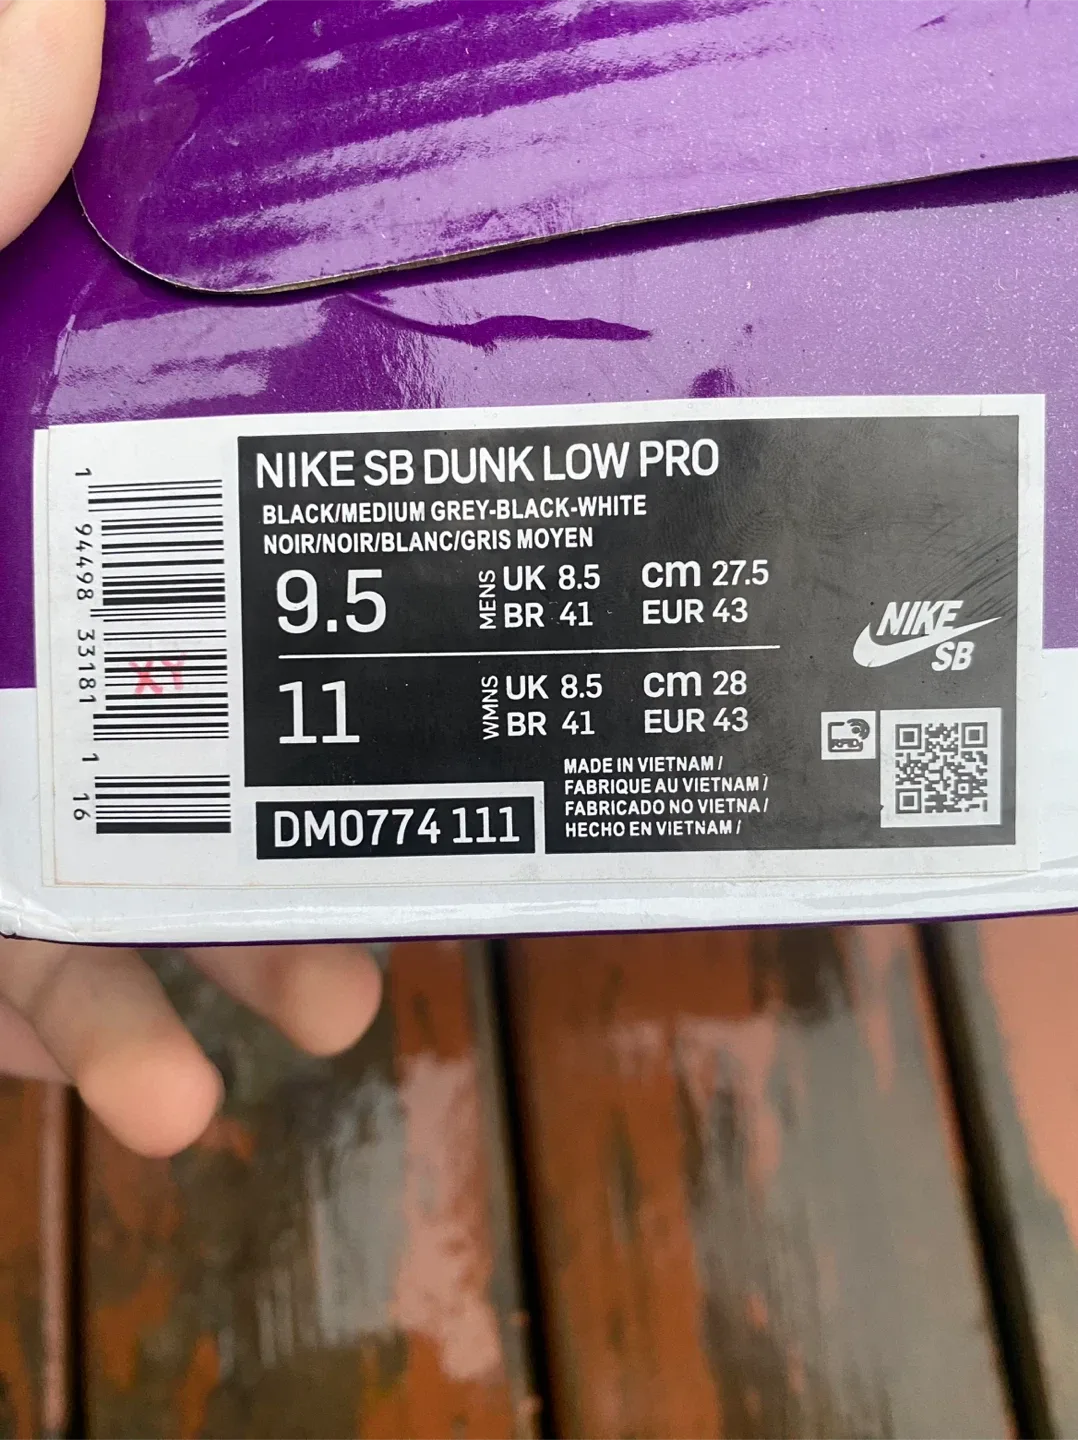 NIKE SB DUNK LOW PRO
BLACK/MEDIUM GREY-BLACK-WHITE
NOIR/NOIR/BLANC/GRIS MOYEN
9.5 MENS UK 8.5 cm 27.5
BR 41 EUR 43
11 WMNS UK 8.5 cm 28
BR 41 EUR 43
MADE IN VIETNAM /
FABRIQUE AU VIETNAM /
FABRICADO NO VIETNA /
HECHO EN VIETNAM /
DM0774 111
NIKE
SB
RFID
1 94498 33181 1 16
XY